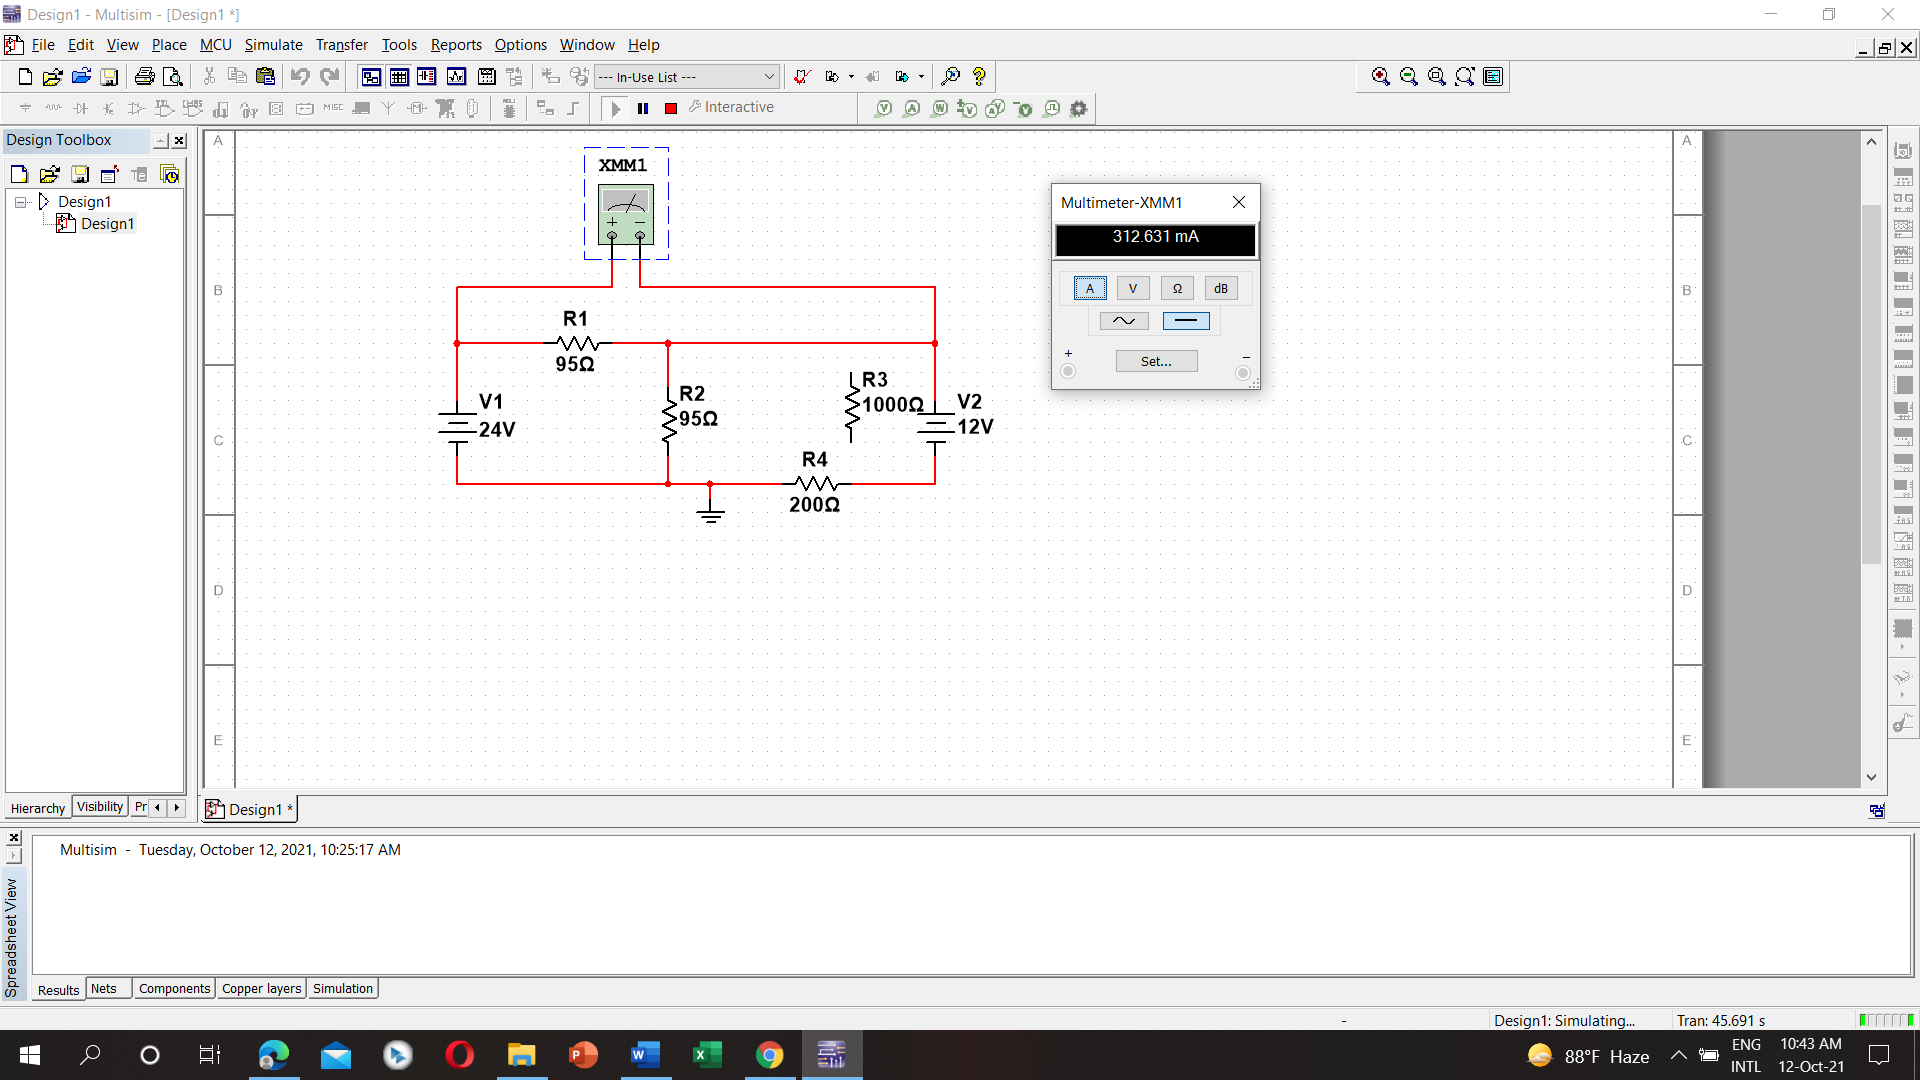 Design1 - Multisim - [Design1 *]
File Edit View Place MCU Simulate Transfer Tools Reports Options Window Help
--- In-Use List ---
MISC Interactive
Design Toolbox
Design1
Design1
Hierarchy Visibility Pr
A
B
C
D
E
XMM1
R1
95Ω
V1
24V
R2
95Ω
R3
1000Ω
V2
12V
R4
200Ω
A
B
C
D
E
Multimeter-XMM1
312.631 mA
A V Ω dB
+ Set... −
Design1 *
Spreadsheet View
Multisim - Tuesday, October 12, 2021, 10:25:17 AM
Results Nets Components Copper layers Simulation
- Design1: Simulating... Tran: 45.691 s
88°F Haze
ENG
INTL
10:43 AM
12-Oct-21